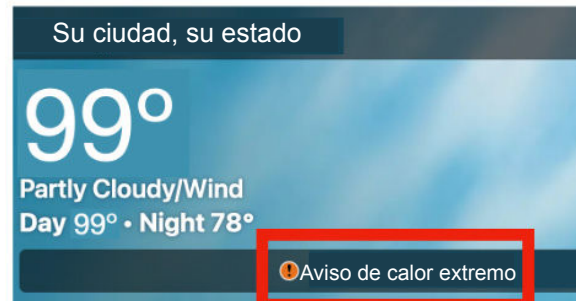 Su ciudad, su estado
99°
Partly Cloudy/Wind
Day 99° • Night 78°
Aviso de calor extremo